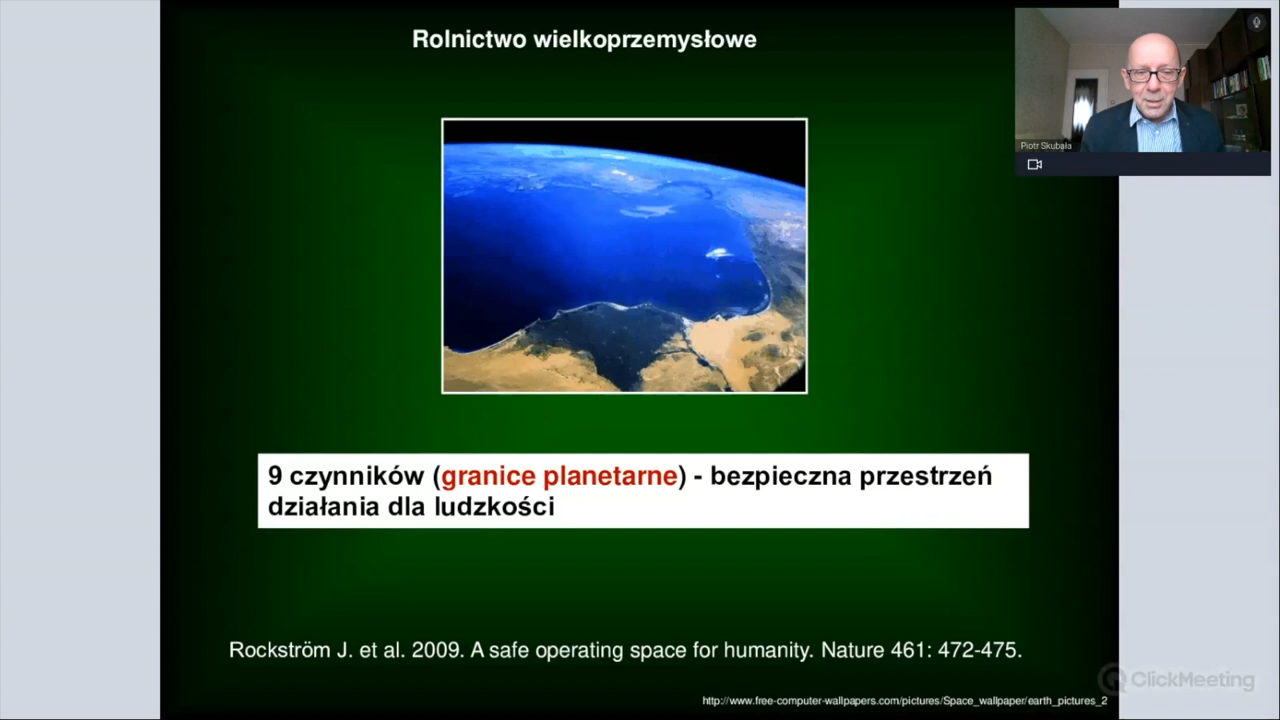 Rolnictwo wielkoprzemysłowe
Piotr Skubała
9 czynników (granice planetarne) - bezpieczna przestrzeń
działania dla ludzkości
Rockström J. et al. 2009. A safe operating space for humanity. Nature 461: 472-475.
ClickMeeting
http://www.free-computer-wallpapers.com/pictures/Space_wallpaper/earth_pictures_2